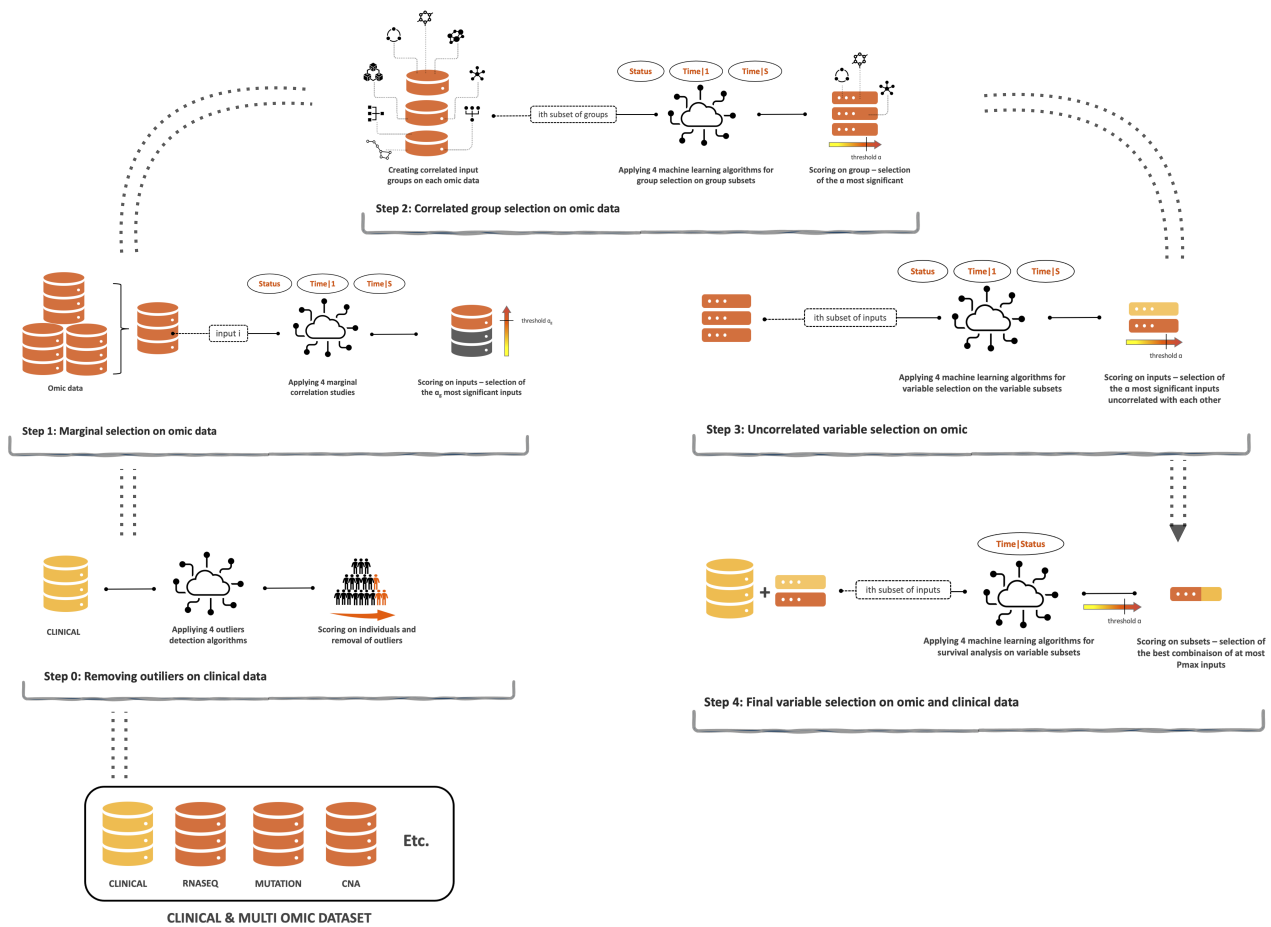 Status
Time|1
Time|S
ith subset of groups
threshold α
Creating correlated input
groups on each omic data
Applying 4 machine learning algorithms for
group selection on group subsets
Scoring on group – selection
of the α most significant
Step 2: Correlated group selection on omic data
Status
Time|1
Time|S
input i
threshold α₀
Omic data
Applying 4 marginal
correlation studies
Scoring on inputs – selection of
the α₀ most significant inputs
Step 1: Marginal selection on omic data
Status
Time|1
Time|S
ith subset of inputs
threshold α
Applying 4 machine learning algorithms for
variable selection on the variable subsets
Scoring on inputs – selection of
the α most significant inputs
uncorrelated with each other
Step 3: Uncorrelated variable selection on omic
CLINICAL
Applying 4 outliers
detection algorithms
Scoring on individuals and
removal of outliers
Step 0: Removing outiliers on clinical data
Time|Status
+
ith subset of inputs
threshold α
Applying 4 machine learning algorithms for
survival analysis on variable subsets
Scoring on subsets – selection of
the best combinaison of at most
Pmax inputs
Step 4: Final variable selection on omic and clinical data
Etc.
CLINICAL
RNASEQ
MUTATION
CNA
CLINICAL & MULTI OMIC DATASET